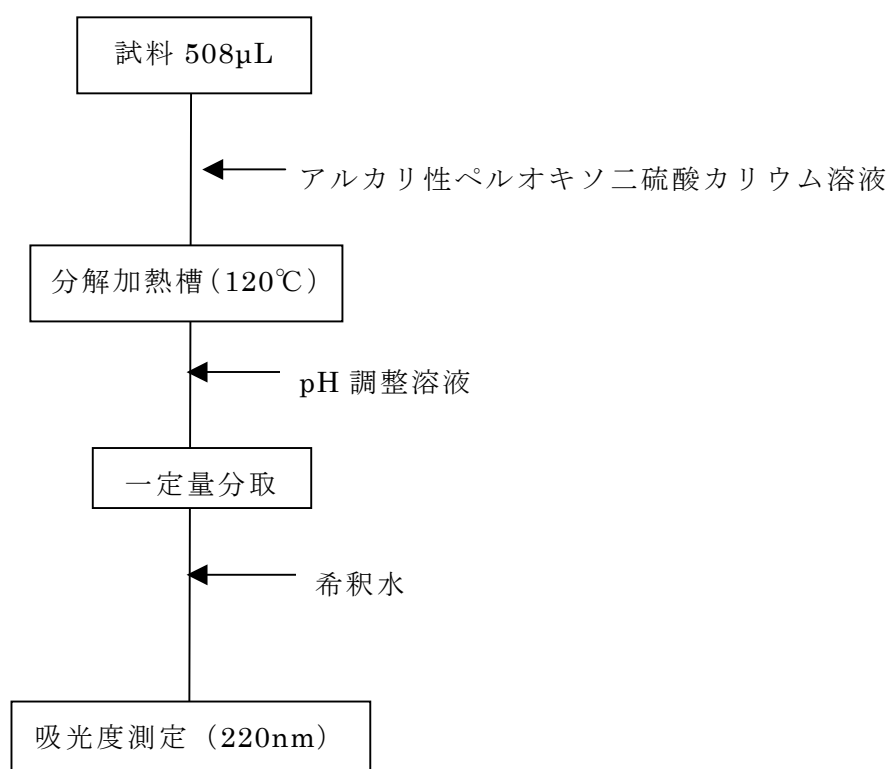 試料 508μL
アルカリ性ペルオキソ二硫酸カリウム溶液
分解加熱槽(120℃)
pH 調整溶液
一定量分取
希釈水
吸光度測定 (220nm)